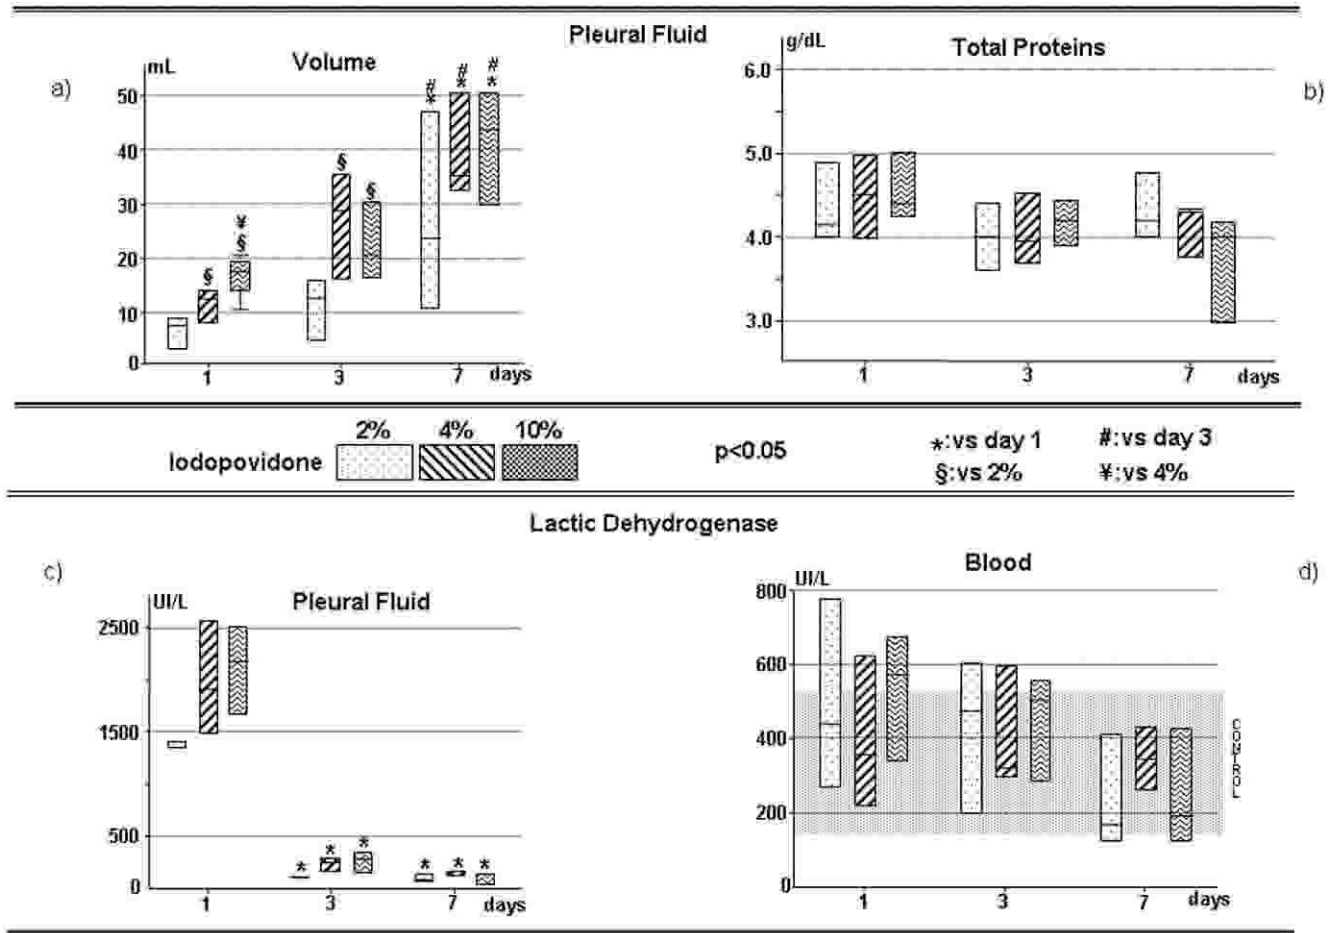 Pleural Fluid
a)
mL
Volume
50
40
30
20
10
0
#
*
#
*
#
*
§
§
¥
§
§
1
3
7
days
b)
g/dL
Total Proteins
6.0
5.0
4.0
3.0
1
3
7
days
2%
4%
10%
Iodopovidone
p<0.05
*:vs day 1
#:vs day 3
§:vs 2%
¥:vs 4%
Lactic Dehydrogenase
c)
UI/L
Pleural Fluid
2500
1500
500
0
*
*
*
*
*
*
1
3
7
days
d)
UI/L
Blood
800
600
400
200
0
CONTROL
1
3
7
days